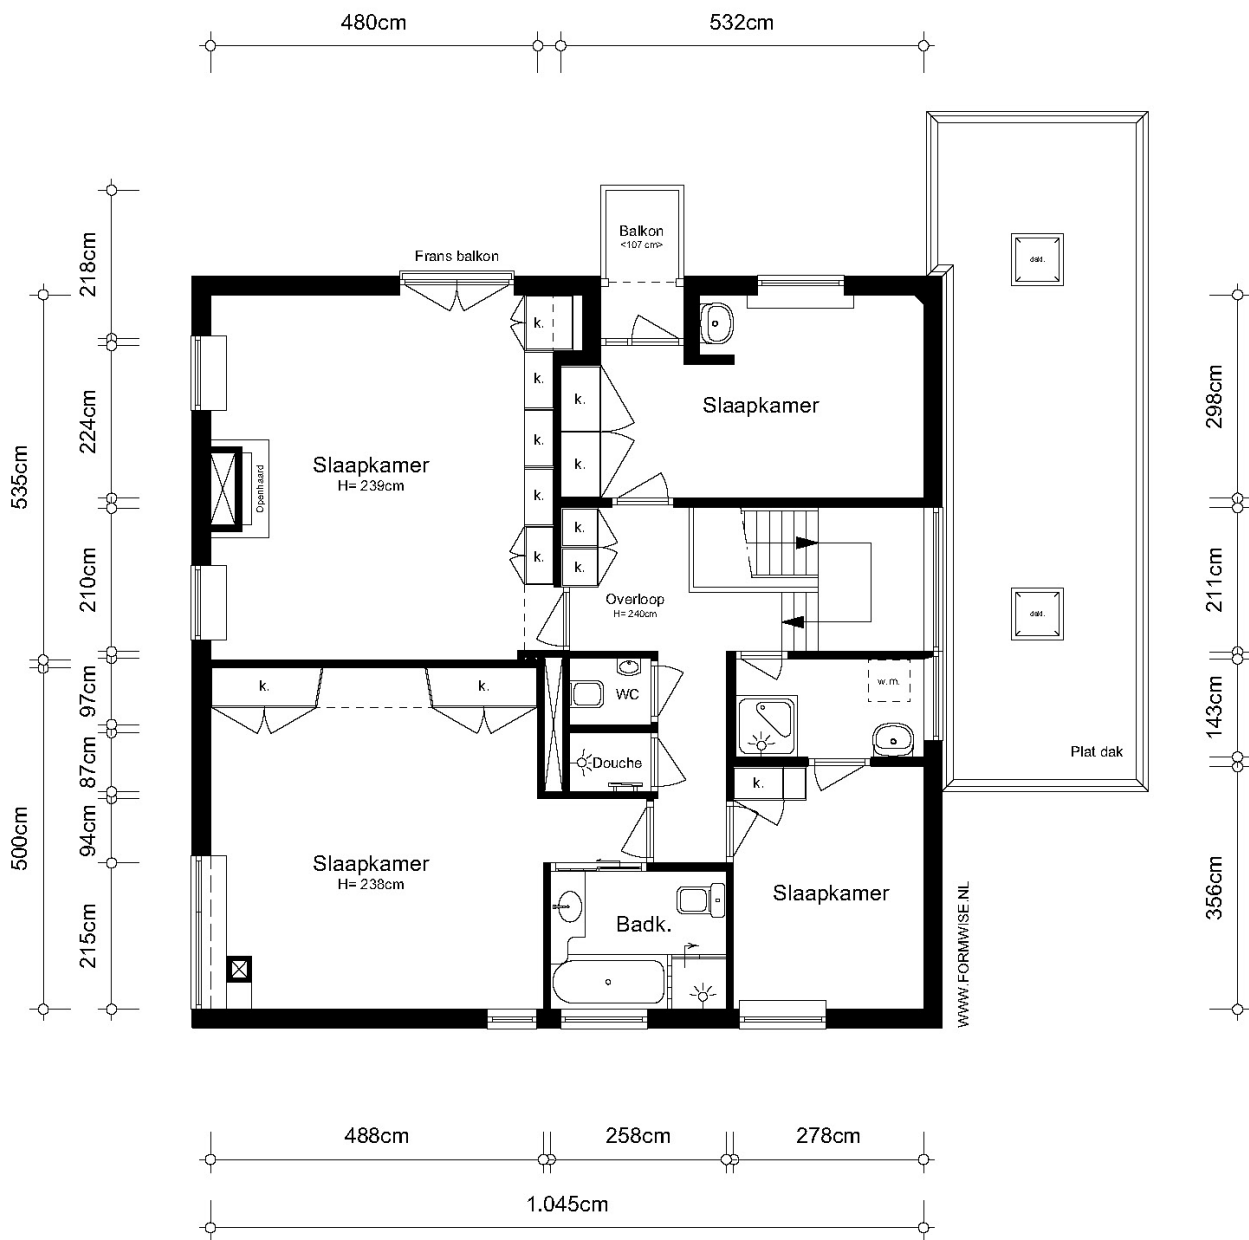 480cm
532cm
218cm
224cm
210cm
97cm
87cm
94cm
215cm
535cm
500cm
Frans balkon
Balkon
<107 cm>
dakl.
k.
k.
k.
k.
k.
k.
k.
Slaapkamer
Slaapkamer
H= 239cm
Openhaard
k.
k.
Overloop
H= 240cm
dakl.
298cm
211cm
143cm
356cm
k.
k.
WC
w.m.
Douche
Plat dak
k.
Slaapkamer
H= 238cm
Slaapkamer
Badk.
WWW.FORMWISE.NL
488cm
258cm
278cm
1.045cm